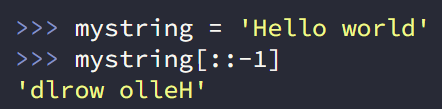 >>> mystring = 'Hello world'
>>> mystring[::-1]
'dlrow olleH'